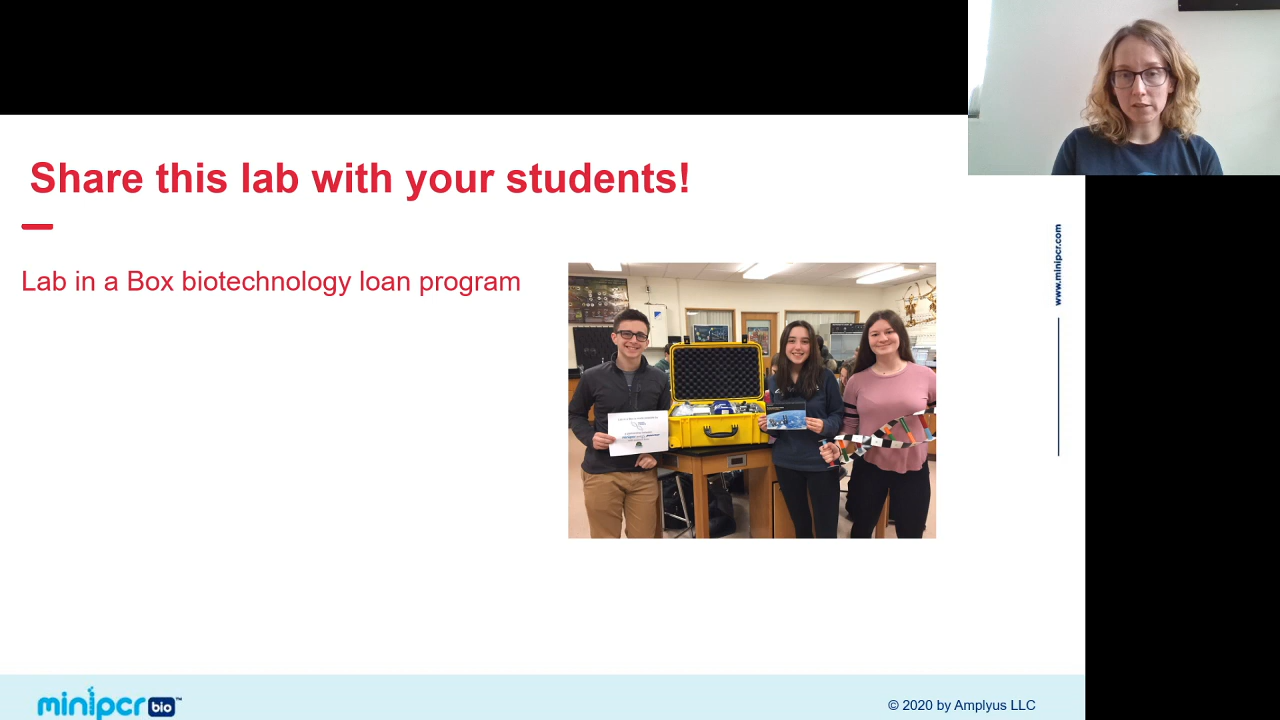 Share this lab with your students!
Lab in a Box biotechnology loan program
www.minipcr.com
minipcr bio™
© 2020 by Amplyus LLC